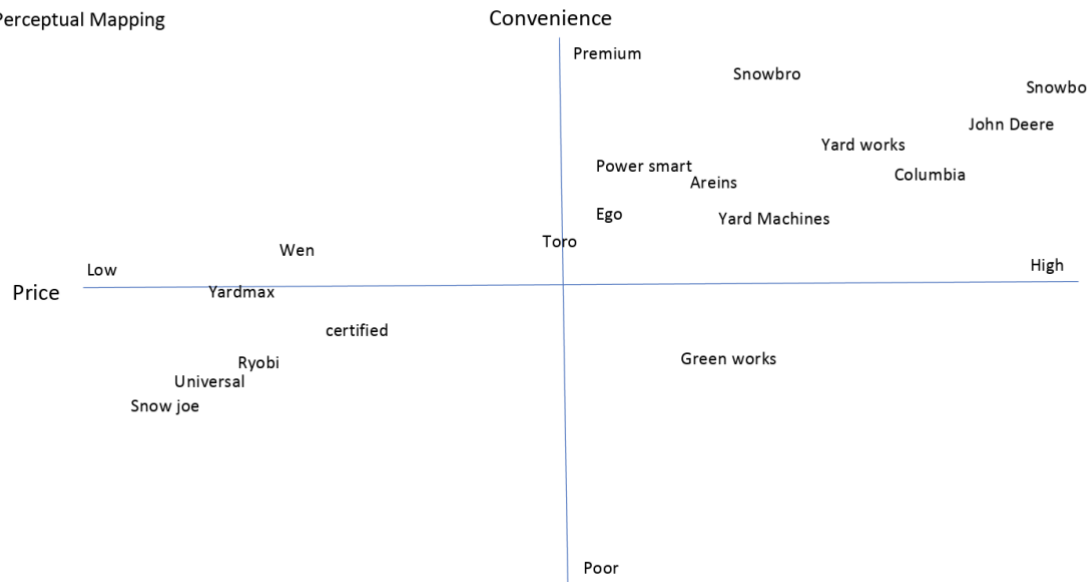 Perceptual Mapping
Convenience
Premium
Snowbro
Snowbo
John Deere
Yard works
Power smart
Columbia
Areins
Ego
Yard Machines
Toro
Wen
High
Low
Price
Yardmax
certified
Green works
Ryobi
Universal
Snow joe
Poor